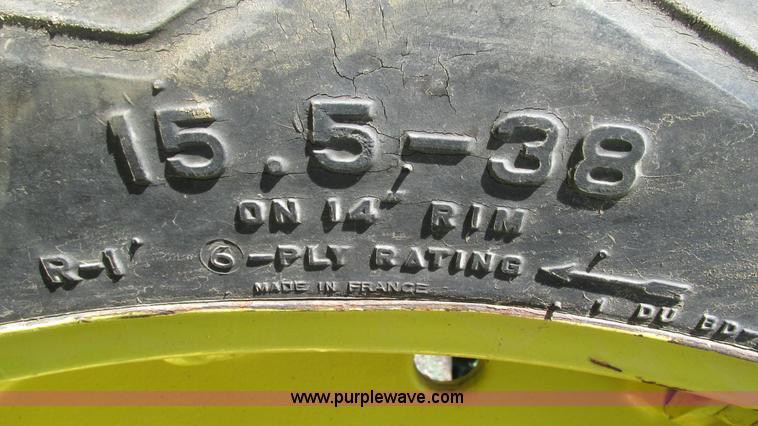 15.5-38
ON 14" RIM
R-1 6-PLY RATING
MADE IN FRANCE
www.purplewave.com